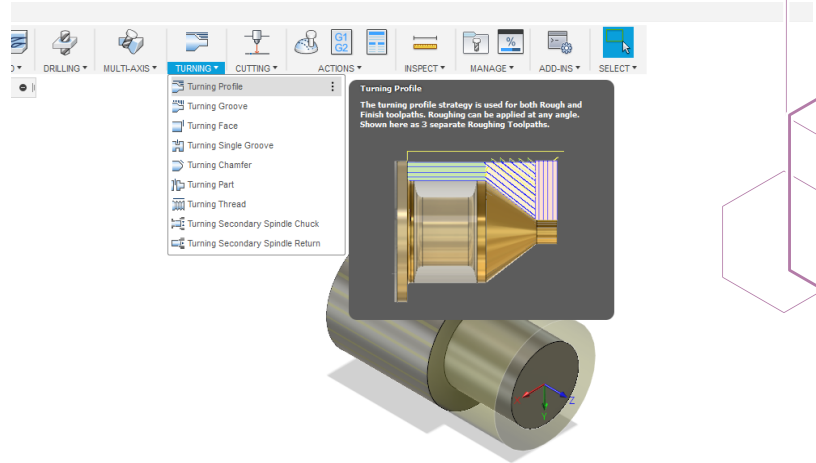 DRILLING
MULTI-AXIS
TURNING
CUTTING
G1
G2
ACTIONS
INSPECT
%
MANAGE
ADD-INS
SELECT
Turning Profile
Turning Groove
Turning Face
Turning Single Groove
Turning Chamfer
Turning Part
Turning Thread
Turning Secondary Spindle Chuck
Turning Secondary Spindle Return
Turning Profile
The turning profile strategy is used for both Rough and
Finish toolpaths. Roughing can be applied at any angle.
Shown here as 3 separate Roughing Toolpaths.
Z